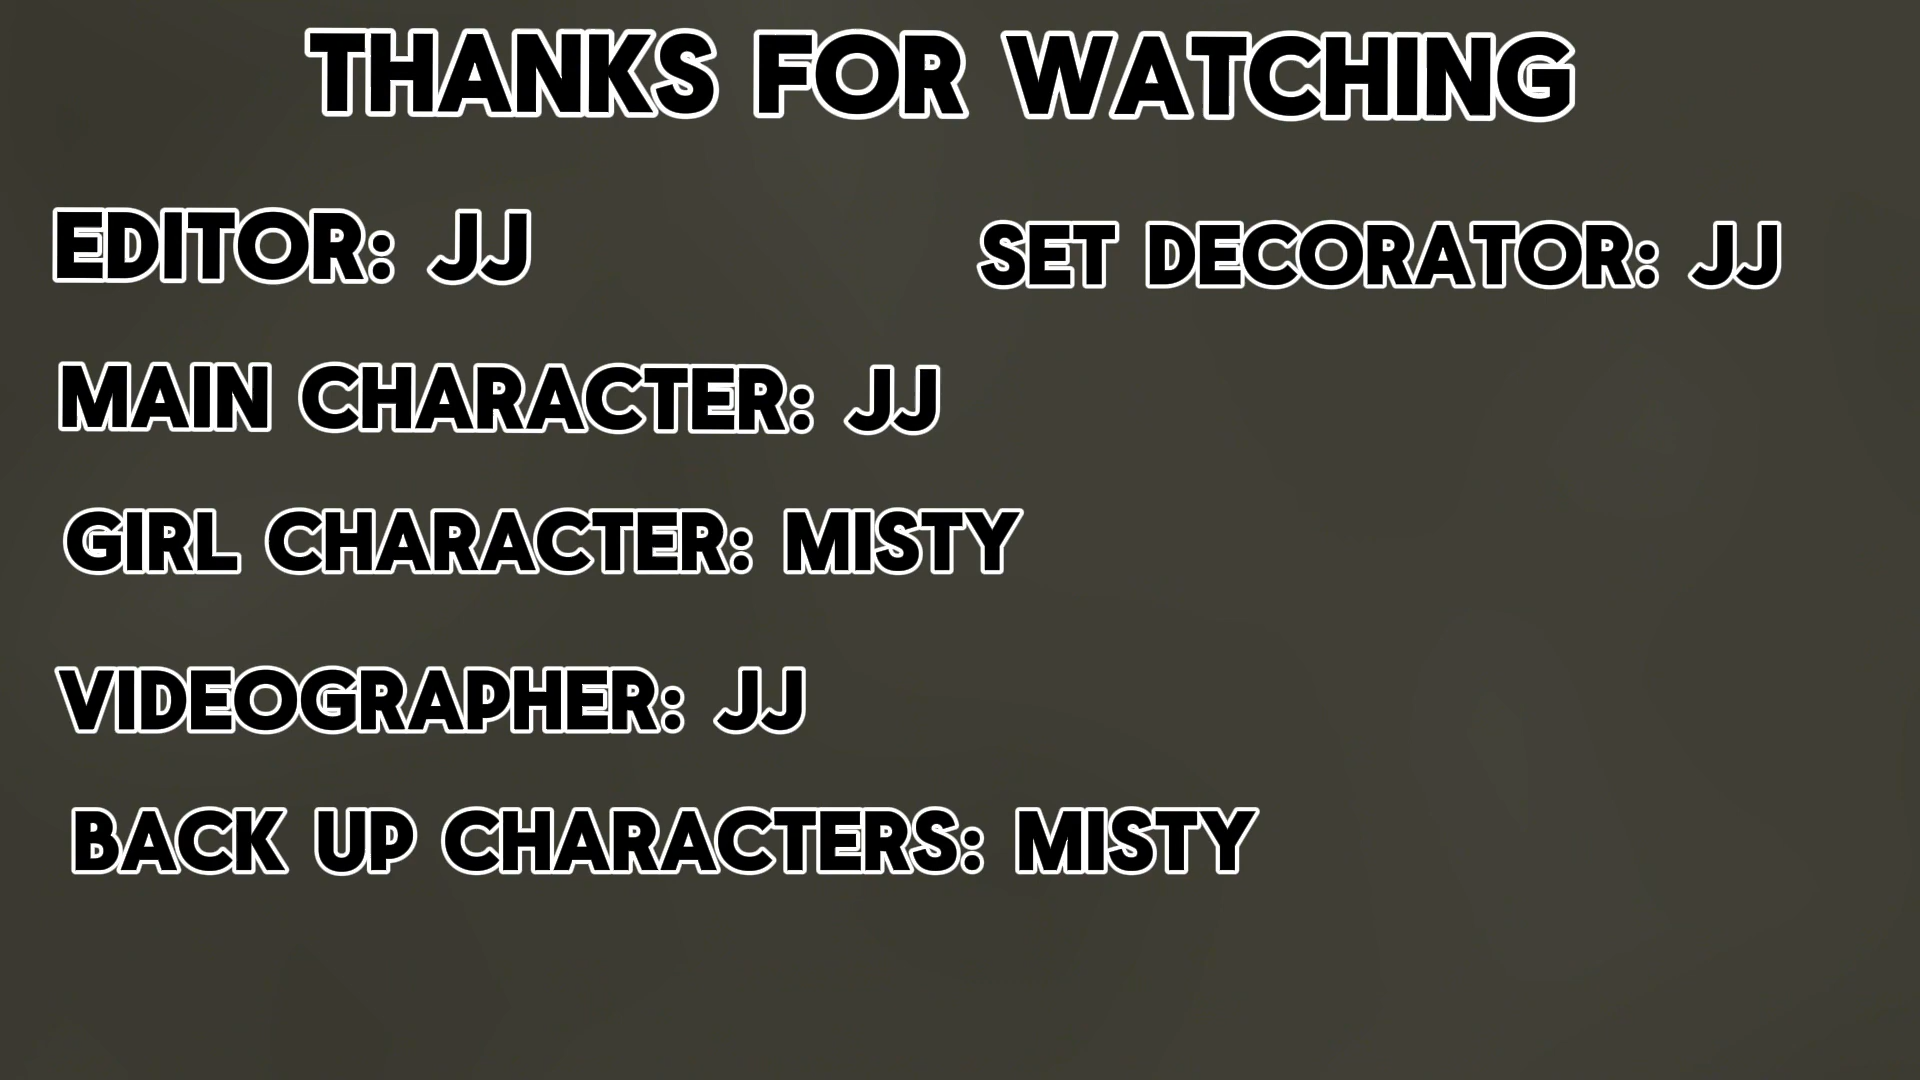 THANKS FOR WATCHING
EDITOR: JJ
SET DECORATOR: JJ
MAIN CHARACTER: JJ
GIRL CHARACTER: MISTY
VIDEOGRAPHER: JJ
BACK UP CHARACTERS: MISTY